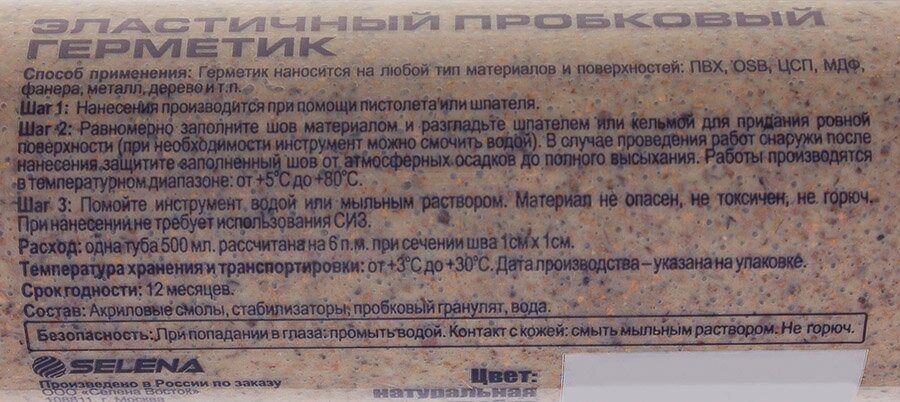 ЭЛАСТИЧНЫЙ ПРОБКОВЫЙ
ГЕРМЕТИК
Способ применения: Герметик наносится на любой тип материалов и поверхностей: ПВХ, OSB, ЦСП, МДФ,
фанера, металл, дерево и т.п.
Шаг 1: Нанесения производится при помощи пистолета или шпателя.
Шаг 2: Равномерно заполните шов материалом и разгладьте шпателем или кельмой для придания ровной
поверхности (при необходимости инструмент можно смочить водой). В случае проведения работ снаружи после
нанесения защитите заполненный шов от атмосферных осадков до полного высыхания. Работы производятся
в температурном диапазоне: от +5°С до +80°С.
Шаг 3: Помойте инструмент водой или мыльным раствором. Материал не опасен, не токсичен, не горюч.
При нанесении не требует использования СИЗ.
Расход: одна туба 500 мл. рассчитана на 6 п.м. при сечении шва 1см х 1см.
Температура хранения и транспортировки: от +3°С до +30°С. Дата производства – указана на упаковке.
Срок годности: 12 месяцев.
Состав: Акриловые смолы, стабилизаторы, пробковый гранулят, вода.
Безопасность: При попадании в глаза: промыть водой. Контакт с кожей: смыть мыльным раствором. Не горюч.
SELENA
Произведено в России по заказу
ООО «Селена Восток»
108811, г. Москва
Цвет:
натуральная